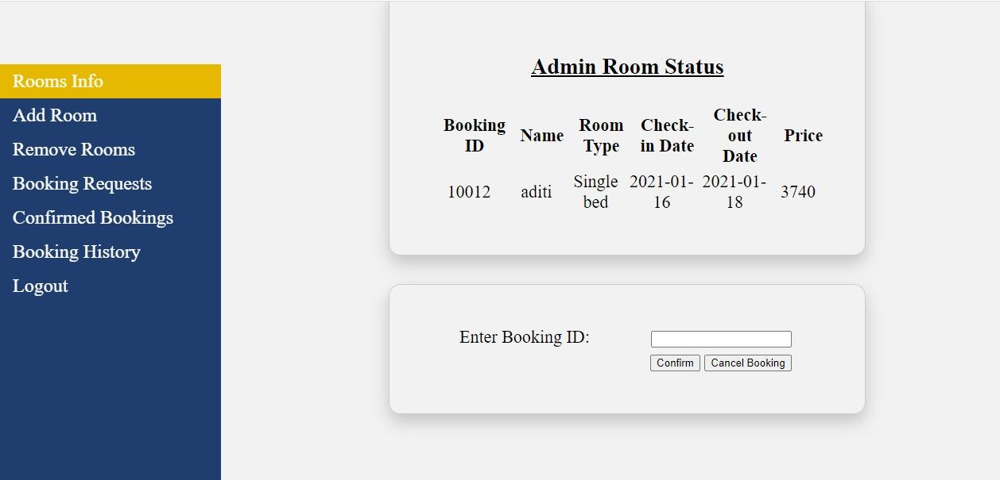 Rooms Info
Add Room
Remove Rooms
Booking Requests
Confirmed Bookings
Booking History
Logout
Admin Room Status
Booking ID Name Room Type Check-in Date Check-out Date Price
10012 aditi Single bed 2021-01-16 2021-01-18 3740
Enter Booking ID:
Confirm Cancel Booking